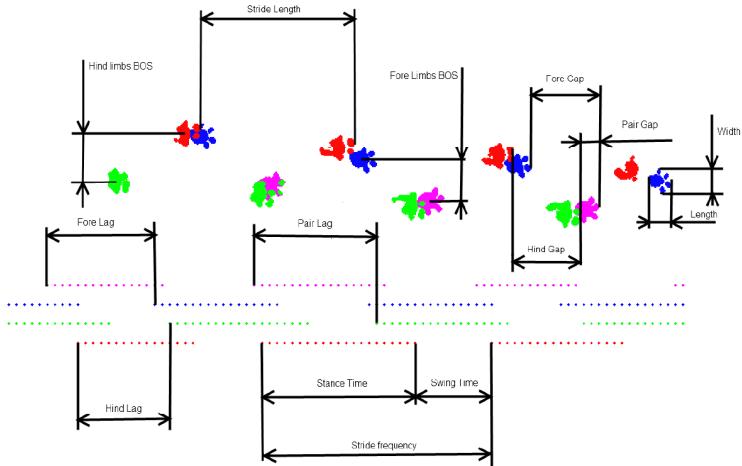 Stride Length
Hind limbs BOS
Fore Limbs BOS
Fore Gap
Pair Gap
Width
Length
Fore Lag
Pair Lag
Hind Gap
Stance Time
Swing Time
Hind Lag
Stride frequency